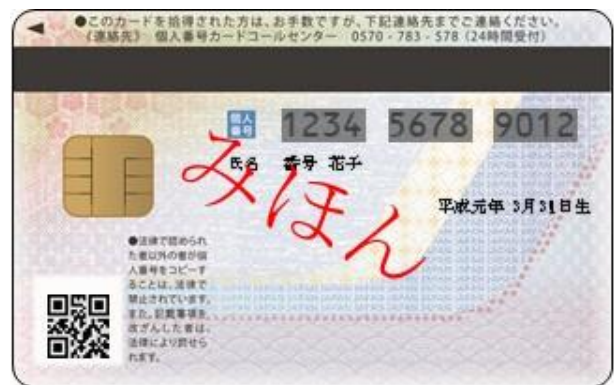 ●このカードを拾得された方は、お手数ですが、下記連絡先までご連絡ください。
《連絡先》 個人番号カードコールセンター 0570-783-578(24時間受付)
個人番号 1234 5678 9012
氏名 番号 花子
平成元年 3月31日生
みほん
●法律で認められ
た者以外の者が個
人番号をコピーす
ることは、法律で
禁止されています。
また、記載事項を
改ざんした者は、
法律により罰せら
れます。